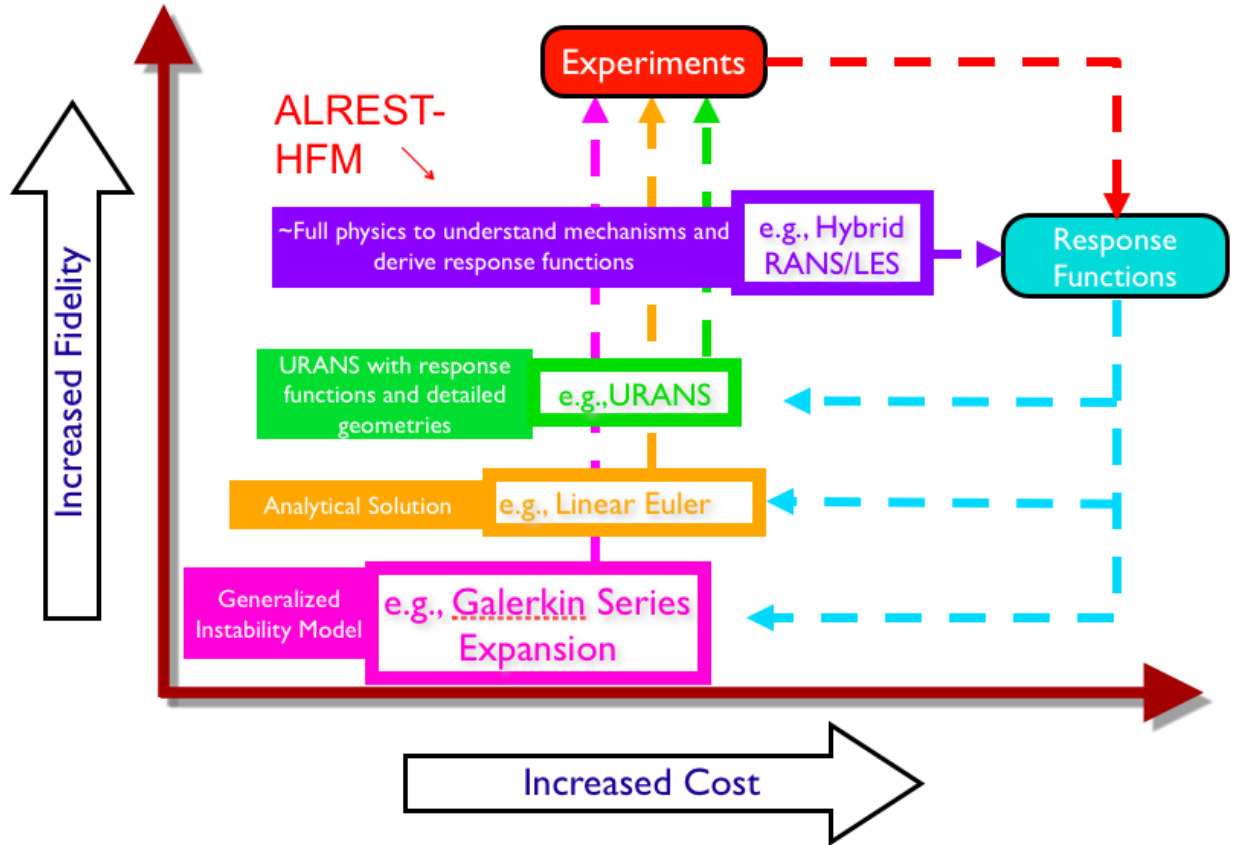 Experiments
ALREST-
HFM
~Full physics to understand mechanisms and
derive response functions
e.g., Hybrid
RANS/LES
Response
Functions
Increased Fidelity
URANS with response
functions and detailed
geometries
e.g.,URANS
Analytical Solution
e.g., Linear Euler
Generalized
Instability Model
e.g., Galerkin Series
Expansion
Increased Cost